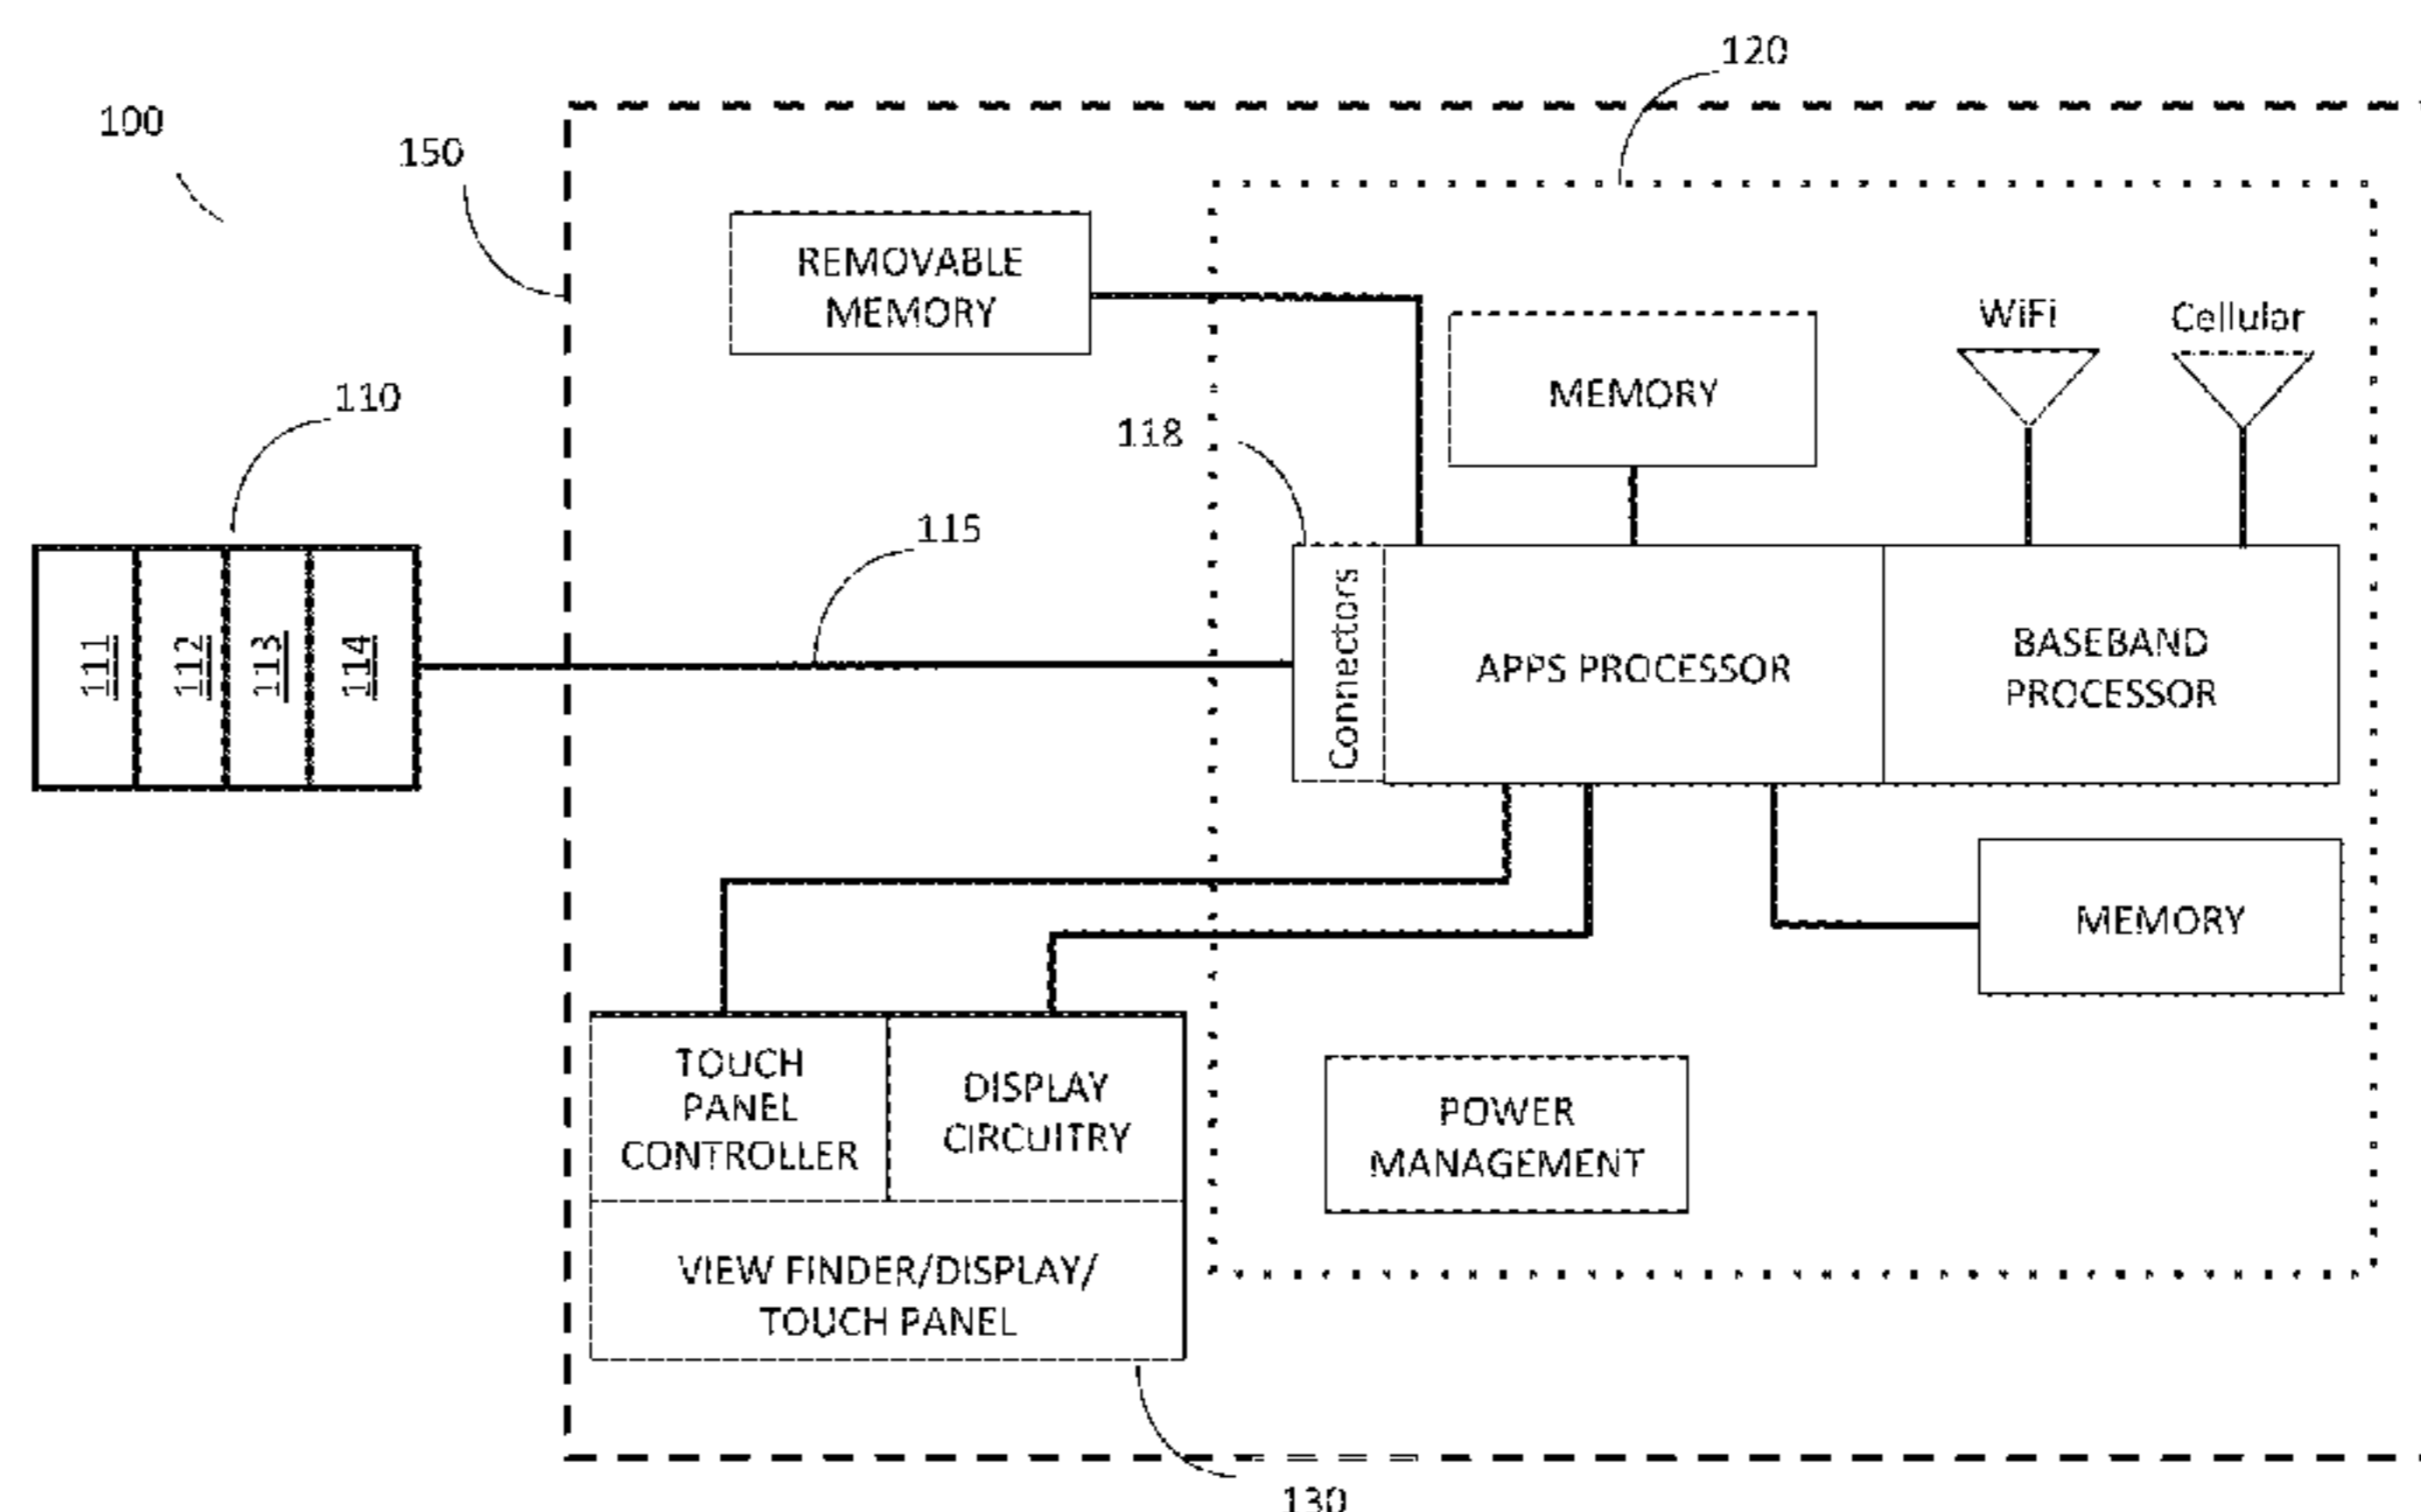 120
100
150
REMOVABLE
MEMORY
WiFi
Cellular
110
MEMORY
118
115
111
112
113
114
Connectors
APPS PROCESSOR
BASEBAND
PROCESSOR
MEMORY
TOUCH
PANEL
CONTROLLER
DISPLAY
CIRCUITRY
POWER
MANAGEMENT
VIEW FINDER/DISPLAY/
TOUCH PANEL
130